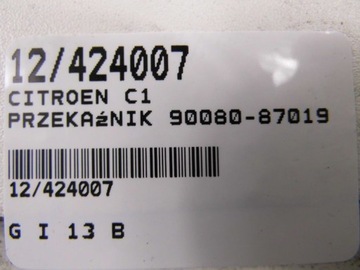 12/424007
CITROEN C1
PRZEKAźNIK 90080-87019
12/424007
G I 13 B